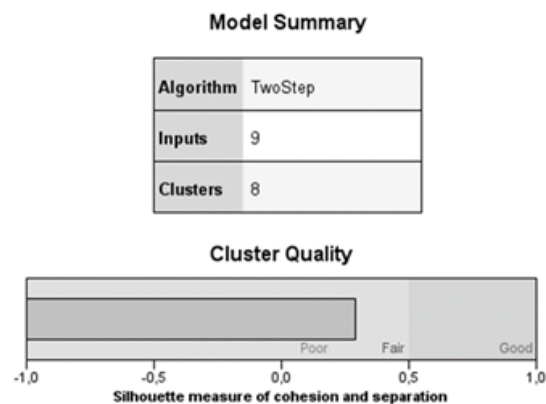 Model Summary
Algorithm TwoStep
Inputs 9
Clusters 8
Cluster Quality
Poor Fair Good
-1,0 -0,5 0,0 0,5 1,0
Silhouette measure of cohesion and separation